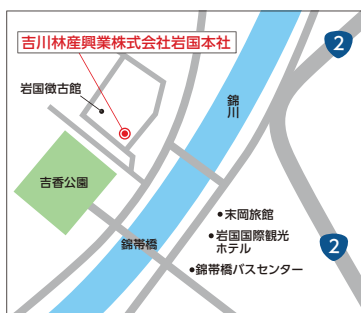 吉川林産興業株式会社岩国本社
2
岩国徴古館
錦川
吉香公園
末岡旅館
錦帯橋
岩国国際観光
ホテル
2
錦帯橋バスセンター